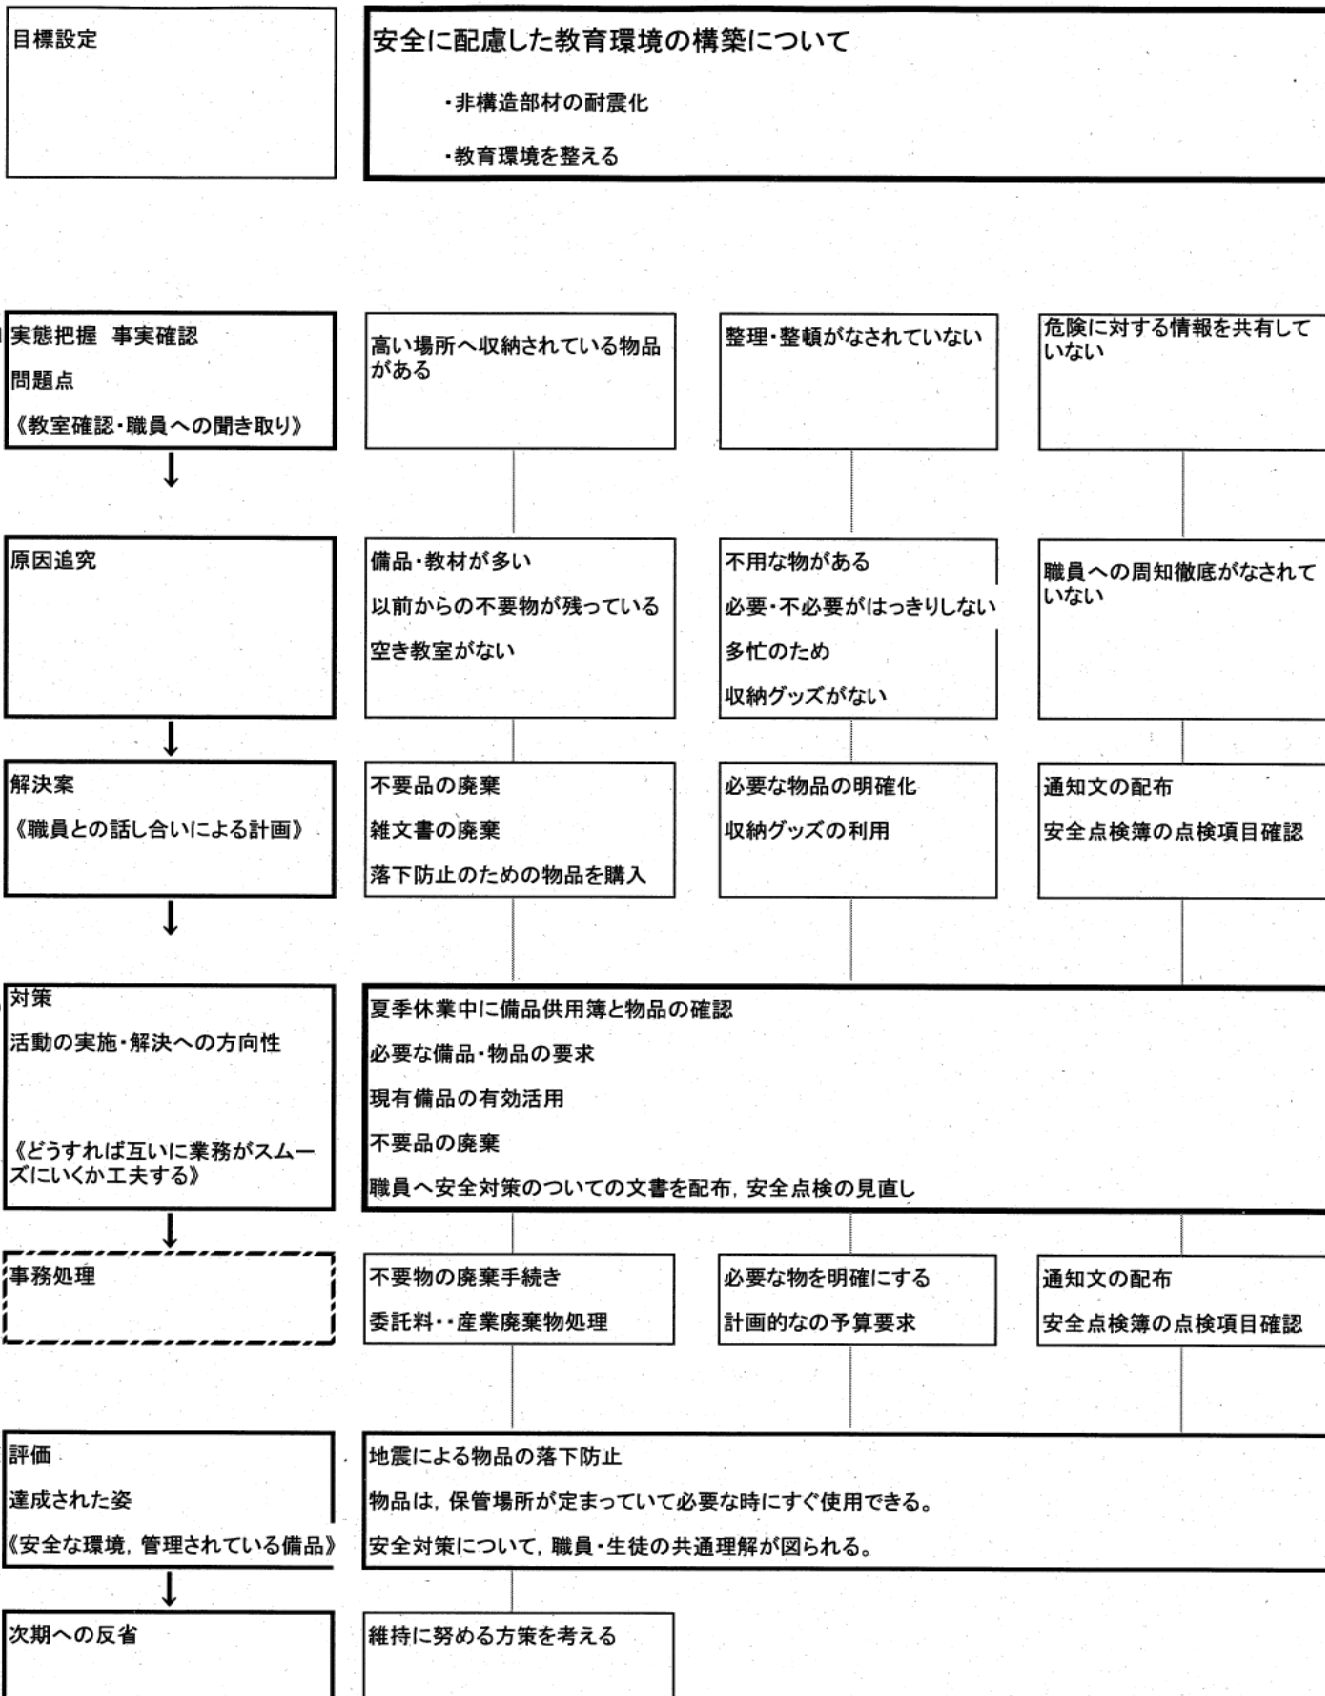 目標設定
安全に配慮した教育環境の構築について
・非構造部材の耐震化
・教育環境を整える
実態把握 事実確認
問題点
《教室確認・職員への聞き取り》
高い場所へ収納されている物品
がある
整理・整頓がなされていない
危険に対する情報を共有して
いない
原因追究
備品・教材が多い
以前からの不要物が残っている
空き教室がない
不用な物がある
必要・不必要がはっきりしない
多忙のため
収納グッズがない
職員への周知徹底がなされて
いない
解決案
《職員との話し合いによる計画》
不要品の廃棄
雑文書の廃棄
落下防止のための物品を購入
必要な物品の明確化
収納グッズの利用
通知文の配布
安全点検簿の点検項目確認
対策
活動の実施・解決への方向性
《どうすれば互いに業務がスムー
ズにいくか工夫する》
夏季休業中に備品供用簿と物品の確認
必要な備品・物品の要求
現有備品の有効活用
不要品の廃棄
職員へ安全対策のついての文書を配布，安全点検の見直し
事務処理
不要物の廃棄手続き
委託料・・産業廃棄物処理
必要な物を明確にする
計画的なの予算要求
通知文の配布
安全点検簿の点検項目確認
評価
達成された姿
《安全な環境，管理されている備品》
地震による物品の落下防止
物品は，保管場所が定まっていて必要な時にすぐ使用できる。
安全対策について，職員・生徒の共通理解が図られる。
次期への反省
維持に努める方策を考える